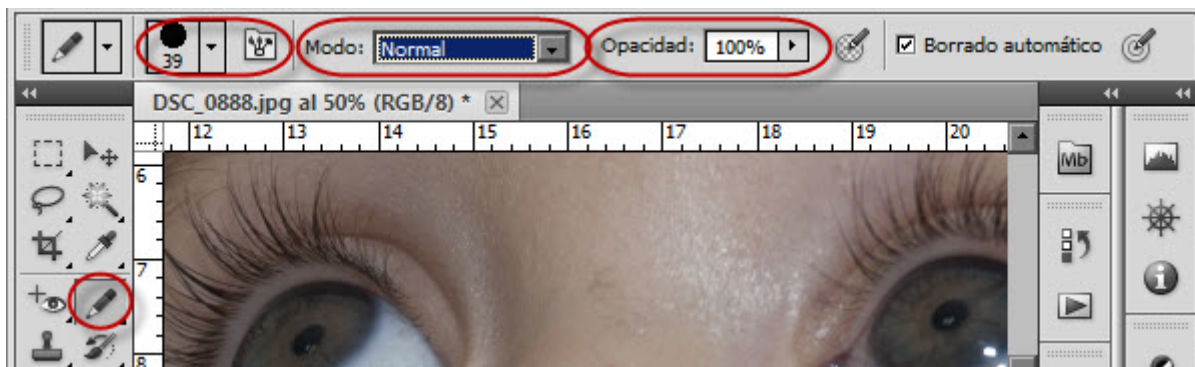 39 Modo: Normal Opacidad: 100% Borrado automático
DSC_0888.jpg al 50% (RGB/8) *
12 13 14 15 16 17 18 19 20
6
Mb
7
8